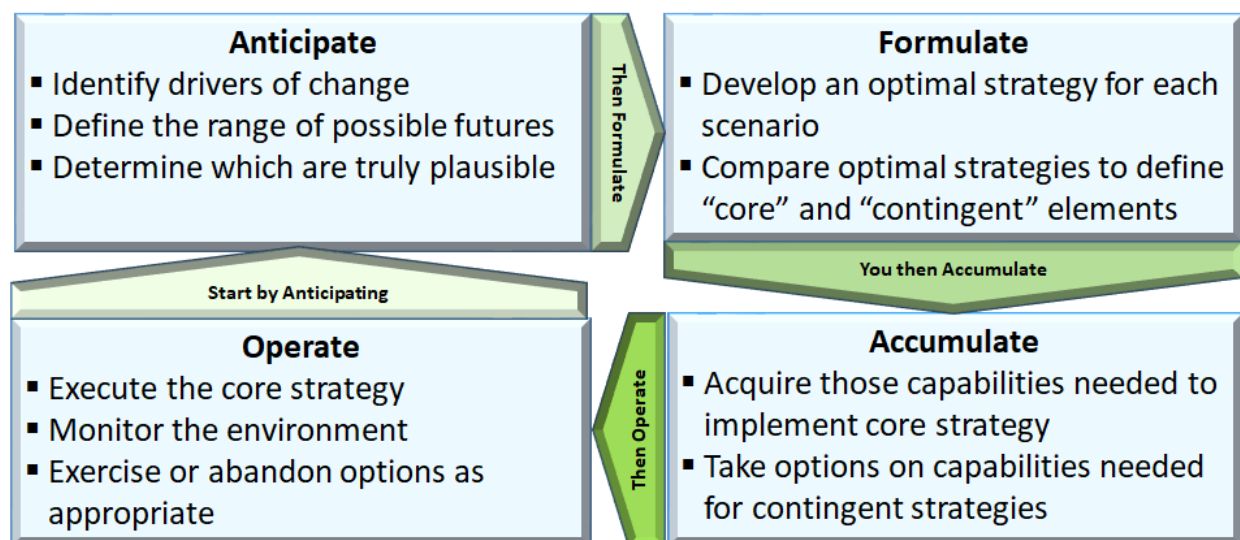 Anticipate
▪ Identify drivers of change
▪ Define the range of possible futures
▪ Determine which are truly plausible
Then Formulate
Formulate
▪ Develop an optimal strategy for each
scenario
▪ Compare optimal strategies to define
“core” and “contingent” elements
You then Accumulate
Accumulate
▪ Acquire those capabilities needed to
implement core strategy
▪ Take options on capabilities needed
for contingent strategies
Then Operate
Operate
▪ Execute the core strategy
▪ Monitor the environment
▪ Exercise or abandon options as
appropriate
Start by Anticipating